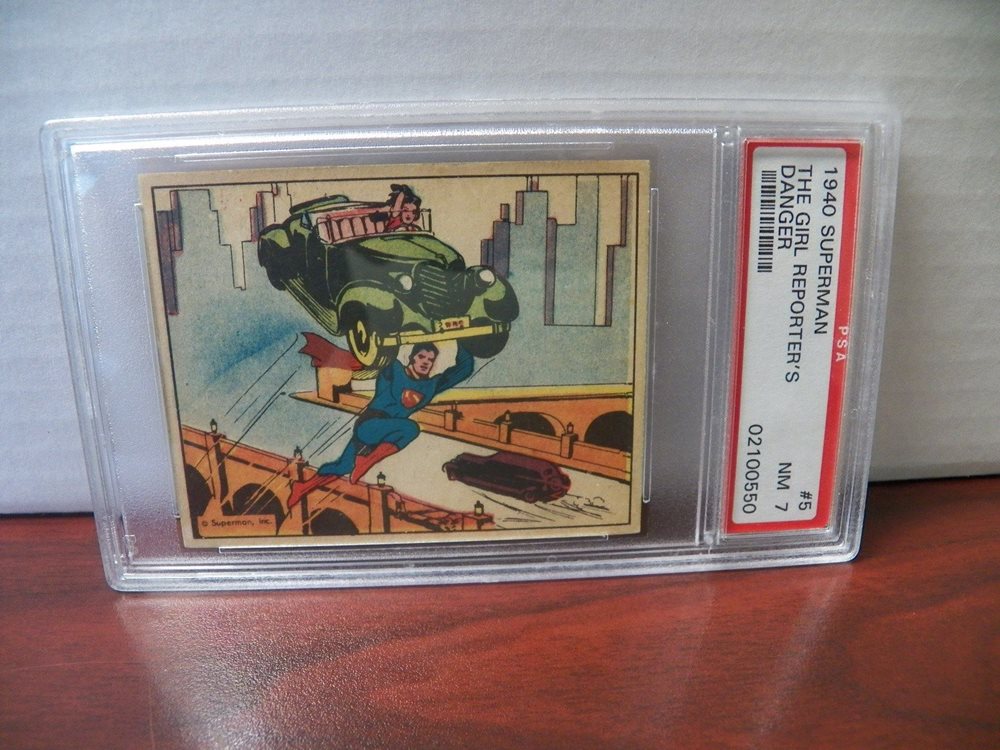 1940 SUPERMAN
#5
THE GIRL REPORTER'S
NM 7
DANGER
02100550
PSA
© Superman, Inc.